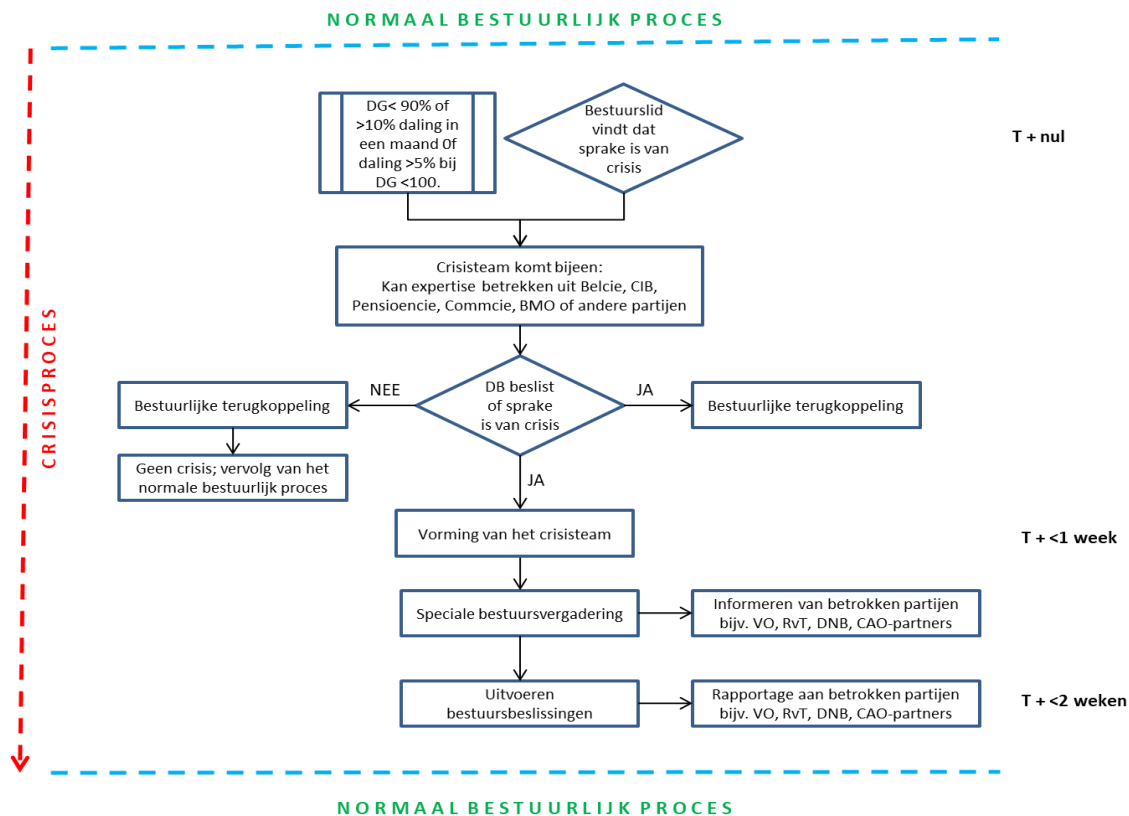 NORMAAL BESTUURLIJK PROCES
DG< 90% of
>10% daling in
een maand 0f
daling >5% bij
DG <100.
Bestuurslid
vindt dat
sprake is van
crisis
T + nul
Crisisteam komt bijeen:
Kan expertise betrekken uit Belcie, CIB,
Pensioencie, Commcie, BMO of andere partijen
CRISISPROCES
Bestuurlijke terugkoppeling
NEE
DB beslist
of sprake
is van crisis
JA
Bestuurlijke terugkoppeling
Geen crisis; vervolg van het
normale bestuurlijk proces
JA
Vorming van het crisisteam
T + <1 week
Speciale bestuursvergadering
Informeren van betrokken partijen
bijv. VO, RvT, DNB, CAO-partners
Uitvoeren
bestuursbeslissingen
Rapportage aan betrokken partijen
bijv. VO, RvT, DNB, CAO-partners
T + <2 weken
NORMAAL BESTUURLIJK PROCES